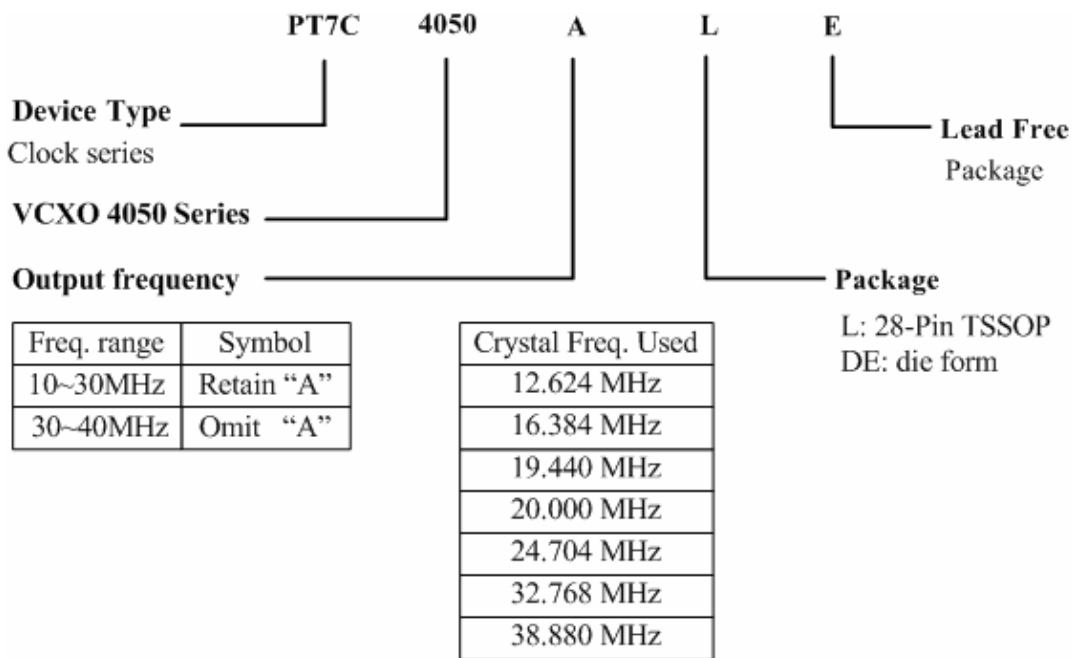 PT7C 4050 A L E
Device Type
Clock series
Lead Free
Package
VCXO 4050 Series
Output frequency
Package
L: 28-Pin TSSOP
DE: die form
Freq. range Symbol
10~30MHz Retain “A”
30~40MHz Omit “A”
Crystal Freq. Used
12.624 MHz
16.384 MHz
19.440 MHz
20.000 MHz
24.704 MHz
32.768 MHz
38.880 MHz